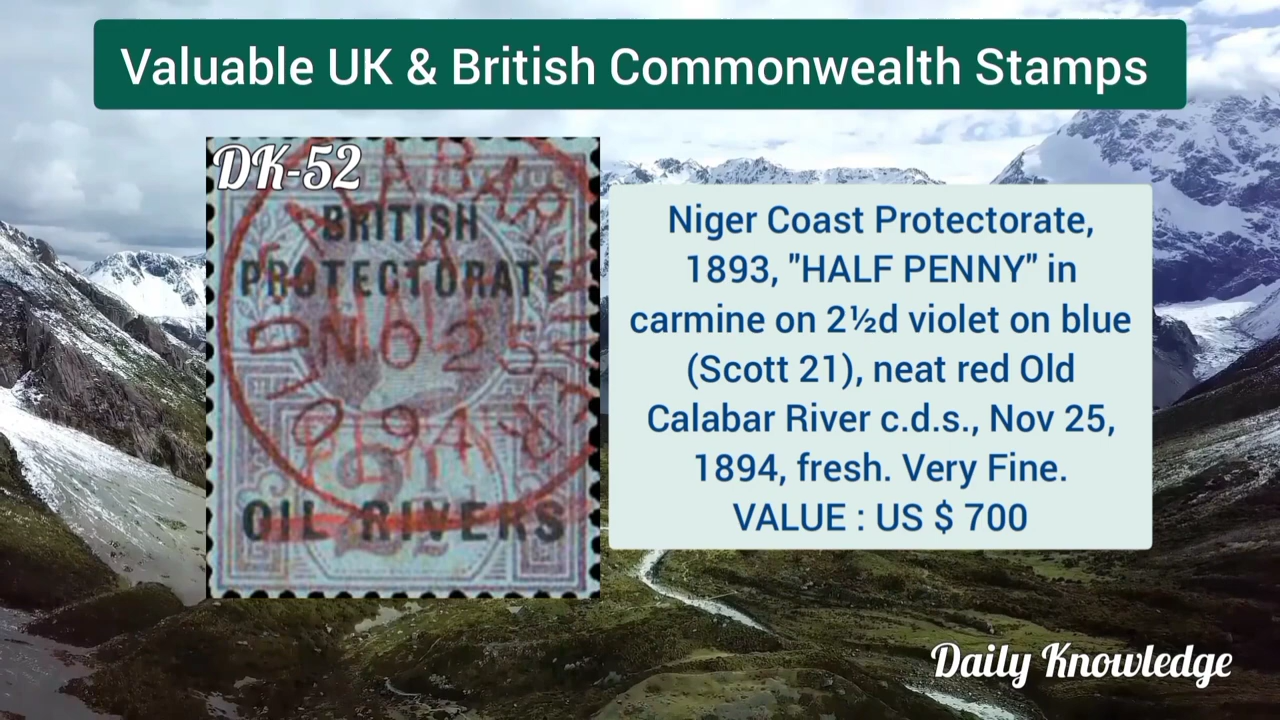 Valuable UK & British Commonwealth Stamps
DK-52
REVENUE
BRITISH
PROTECTORATE
OIL RIVERS
Niger Coast Protectorate,
1893, "HALF PENNY" in
carmine on 2½d violet on blue
(Scott 21), neat red Old
Calabar River c.d.s., Nov 25,
1894, fresh. Very Fine.
VALUE : US $ 700
Daily Knowledge